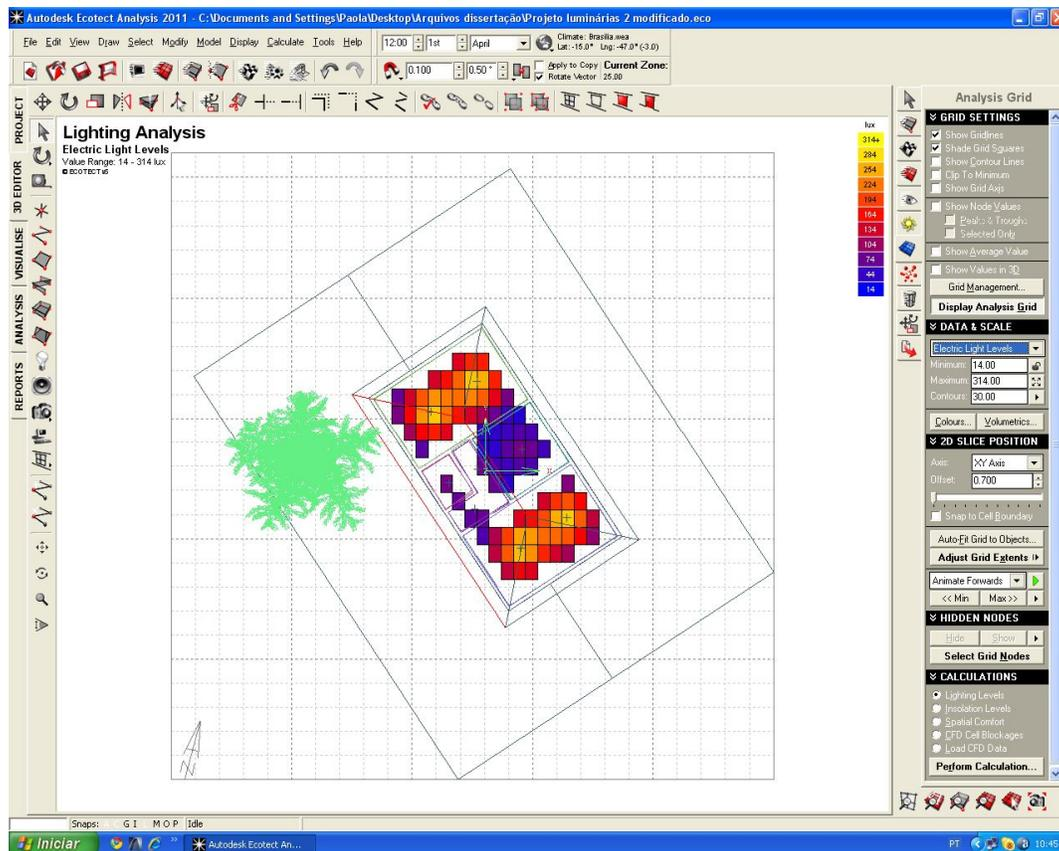 Autodesk Ecotect Analysis 2011 - C:\Documents and Settings\Paola\Desktop\Arquivos dissertação\Projeto luminárias 2 modificado.eco
File Edit View Draw Select Modify Model Display Calculate Tools Help
12:00 1st April
Climate: Brasilia.wea
Lat: -15.0° Lng: -47.0° (-3.0)
0.100 0.50°
Apply to Copy
Rotate Vector
Current Zone:
25.00
PROJECT
3D EDITOR
VISUALISE
ANALYSIS
REPORTS
Lighting Analysis
Electric Light Levels
Value Range: 14 - 314 lux
© ECOTECT v5
lux
314+
284
254
224
194
164
134
104
74
44
14
Analysis Grid
GRID SETTINGS
Show Gridlines
Shade Grid Squares
Show Contour Lines
Clip To Minimum
Show Grid Axis
Show Node Values
Peaks & Troughs
Selected Only
Show Average Value
Show Values in 3D
Grid Management...
Display Analysis Grid
DATA & SCALE
Electric Light Levels
Minimum: 14.00
Maximum: 314.00
Contours: 30.00
Colours... Volumetrics...
2D SLICE POSITION
Axis: XY Axis
Offset: 0.700
Snap to Cell Boundary
Auto-Fit Grid to Objects...
Adjust Grid Extents
Animate Forwards
<< Min Max >>
HIDDEN NODES
Hide Show
Select Grid Nodes
CALCULATIONS
Lighting Levels
Insolation Levels
Spatial Comfort
CFD Cell Blockages
Load CFD Data
Perform Calculation...
Snaps: G I M O P Idle
Iniciar Autodesk Ecotect An... PT 10:45